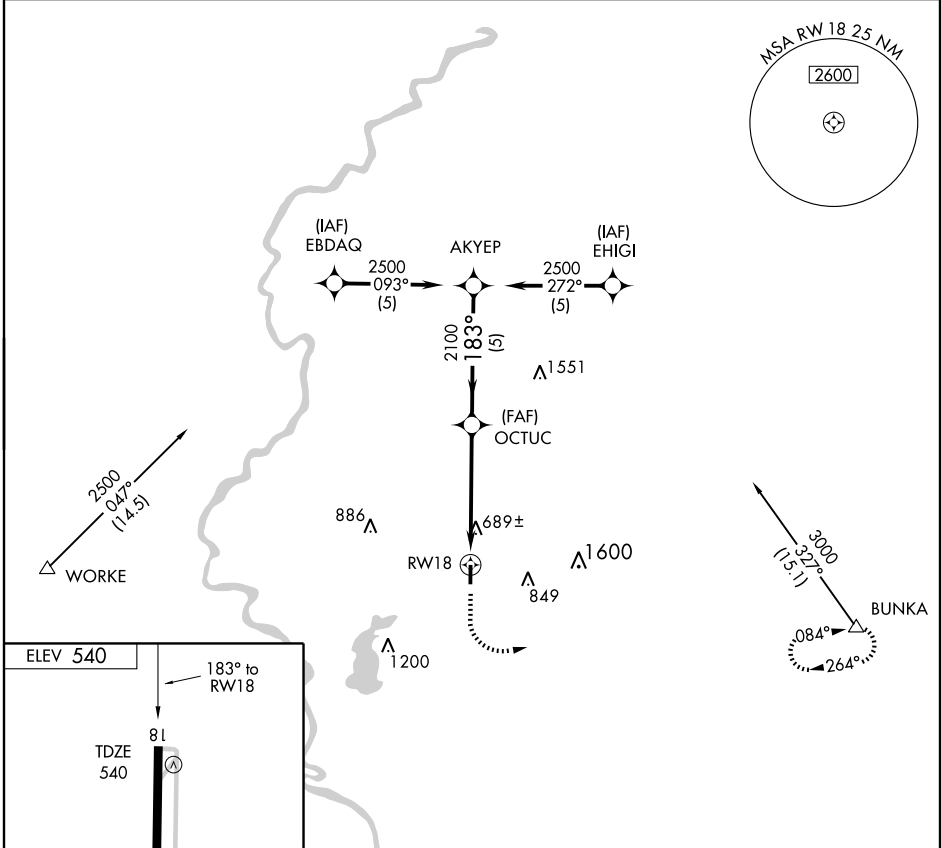 MSA RW 18 25 NM
2600
(IAF)
EBDAQ
AKYEP
(IAF)
EHIGI
2500
093°
(5)
2500
272°
(5)
2100
183°
(5)
1551
(FAF)
OCTUC
2500
047°
(14.5)
WORKE
886
689±
RW18
1600
849
3000
327°
(15.1)
BUNKA
084°
264°
1200
ELEV 540
183° to
RW18
18
TDZE
540